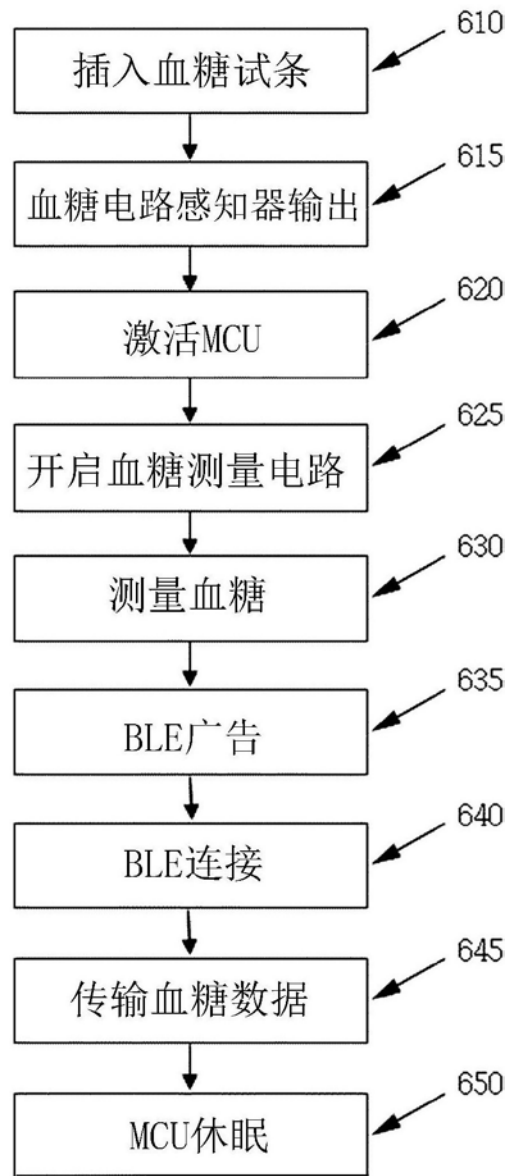 610
插入血糖试条
615
血糖电路感知器输出
620
激活MCU
625
开启血糖测量电路
630
测量血糖
635
BLE广告
640
BLE连接
645
传输血糖数据
650
MCU休眠